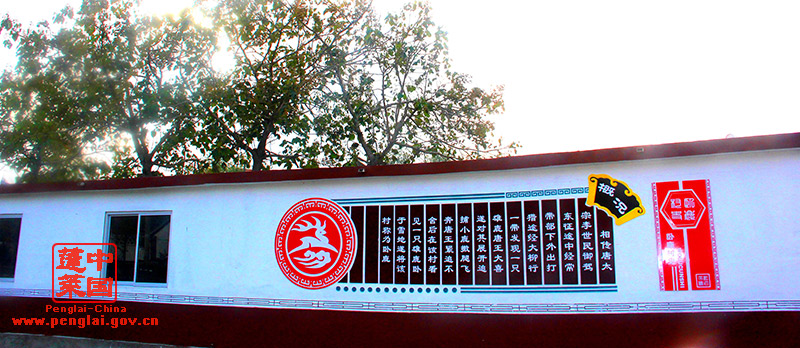 概况
相传唐太
宗李世民御驾
东征途中经常
带部下外出打
猎途经大柳行
一带发现一只
雄鹿唐王大喜
遂对其展开追
捕小鹿撒腿飞
奔唐王紧追不
舍后在该村看
见一只雄鹿卧
于雪地遂将该
村称为卧鹿
中国
蓬莱
Penglai-China
www.penglai.gov.cn